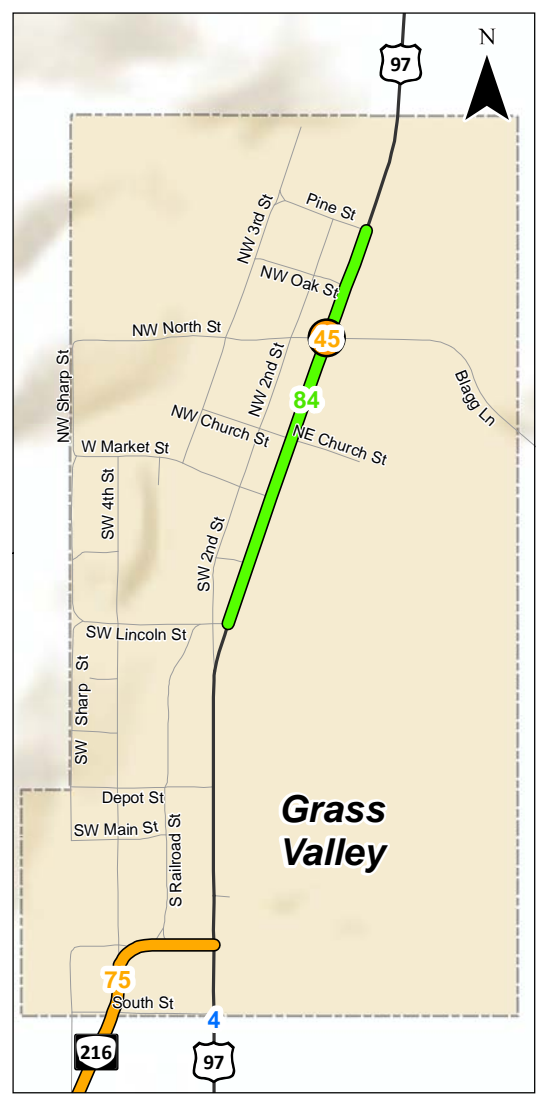 97
N
Pine St
NW 3rd St
NW Oak St
NW North St
45
NW Sharp St
NW 2nd St
84
Blagg Ln
NW Church St
NE Church St
W Market St
SW 4th St
SW 2nd St
SW Lincoln St
SW Sharp St
Depot St
Grass
Valley
SW Main St
S Railroad St
75
South St
4
216
97